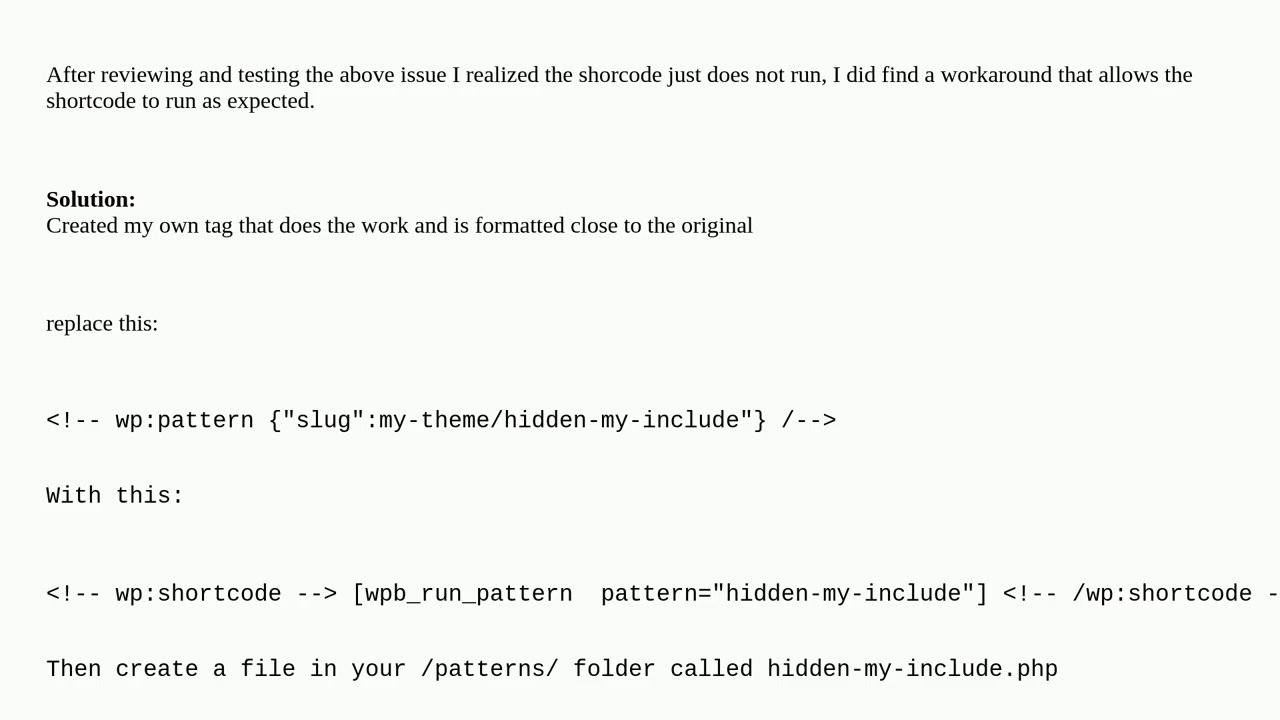 After reviewing and testing the above issue I realized the shorcode just does not run, I did find a workaround that allows the
shortcode to run as expected.
Solution:
Created my own tag that does the work and is formatted close to the original
replace this:
<!-- wp:pattern {"slug":my-theme/hidden-my-include"} /-->
With this:
<!-- wp:shortcode --> [wpb_run_pattern  pattern="hidden-my-include"] <!-- /wp:shortcode -
Then create a file in your /patterns/ folder called hidden-my-include.php